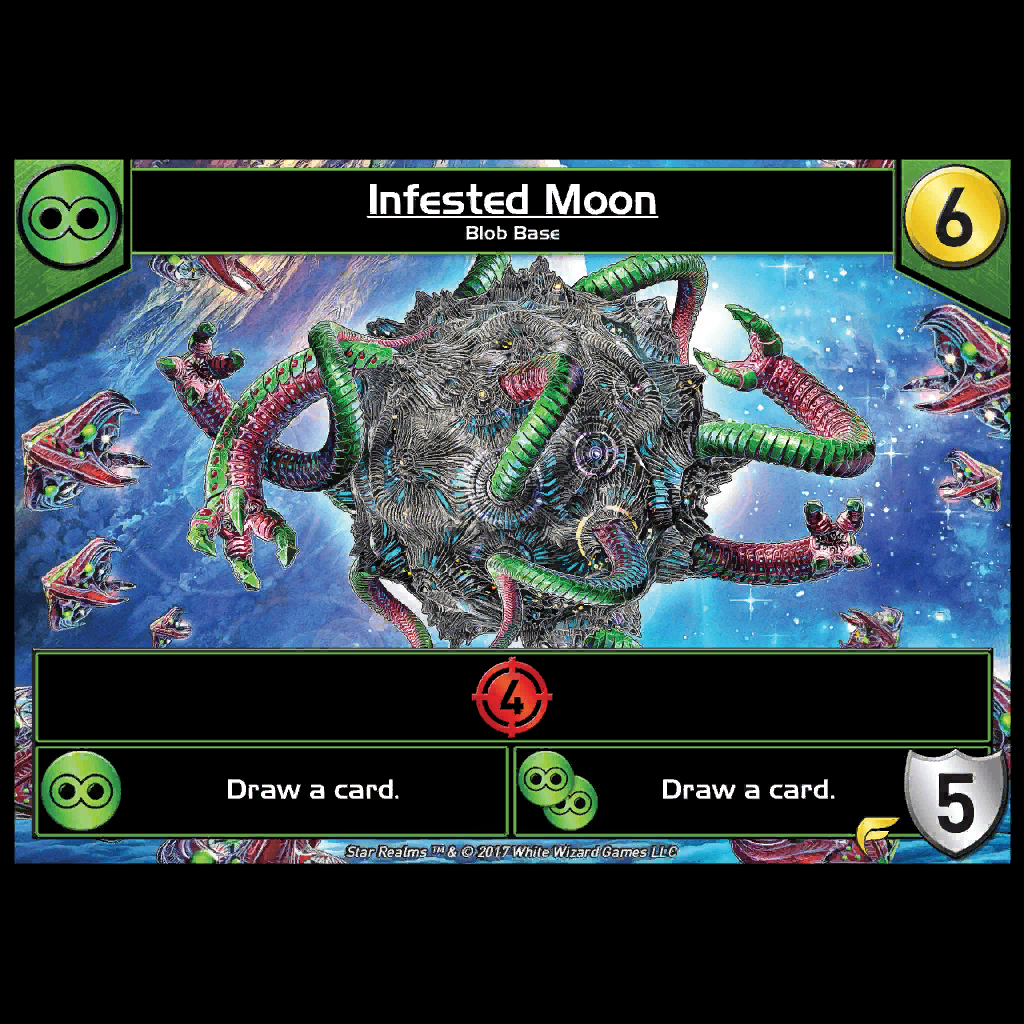 Infested Moon
Blob Base
6
4
Draw a card.
Draw a card.
5
Star Realms ™ & © 2017 White Wizard Games LLC